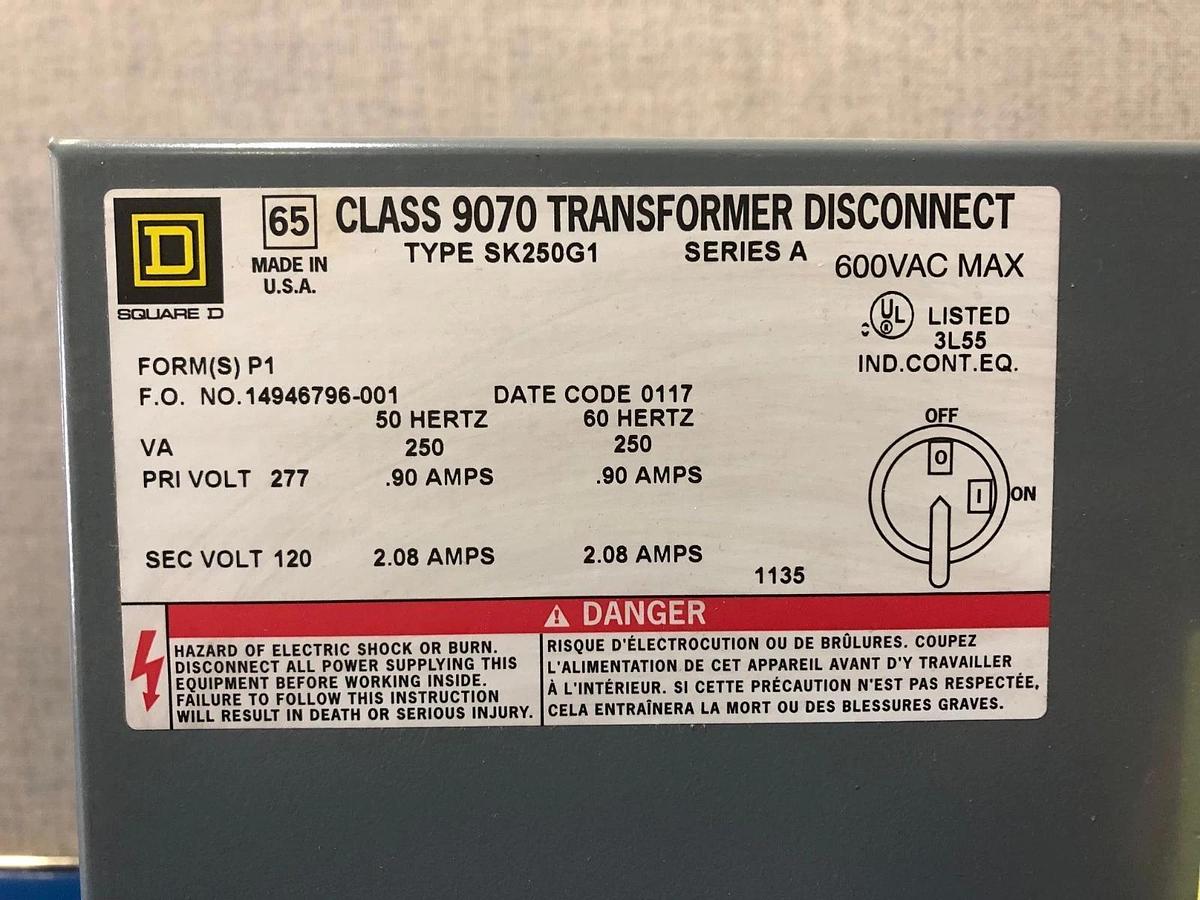 D
SQUARE D
65
MADE IN
U.S.A.
CLASS 9070 TRANSFORMER DISCONNECT
TYPE SK250G1 SERIES A
600VAC MAX
UL LISTED
3L55
IND.CONT.EQ.
FORM(S) P1
F.O. NO.14946796-001 DATE CODE 0117
50 HERTZ 60 HERTZ
VA 250 250
PRI VOLT 277 .90 AMPS .90 AMPS
SEC VOLT 120 2.08 AMPS 2.08 AMPS
1135
OFF
O
I ON
DANGER
HAZARD OF ELECTRIC SHOCK OR BURN.
DISCONNECT ALL POWER SUPPLYING THIS
EQUIPMENT BEFORE WORKING INSIDE.
FAILURE TO FOLLOW THIS INSTRUCTION
WILL RESULT IN DEATH OR SERIOUS INJURY.
RISQUE D'ÉLECTROCUTION OU DE BRÛLURES. COUPEZ
L'ALIMENTATION DE CET APPAREIL AVANT D'Y TRAVAILLER
À L'INTÉRIEUR. SI CETTE PRÉCAUTION N'EST PAS RESPECTÉE,
CELA ENTRAÎNERA LA MORT OU DES BLESSURES GRAVES.